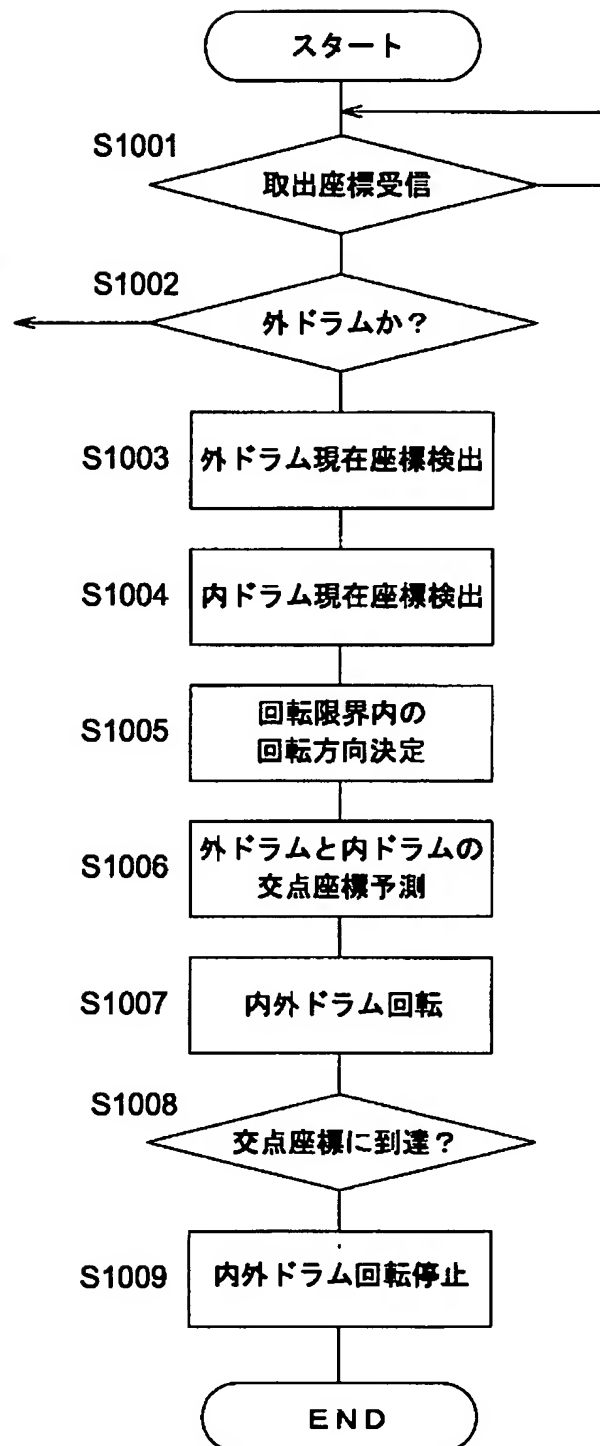 スタート
S1001
取出座標受信
S1002
外ドラムか？
S1003
外ドラム現在座標検出
S1004
内ドラム現在座標検出
S1005
回転限界内の
回転方向決定
S1006
外ドラムと内ドラムの
交点座標予測
S1007
内外ドラム回転
S1008
交点座標に到達？
S1009
内外ドラム回転停止
END